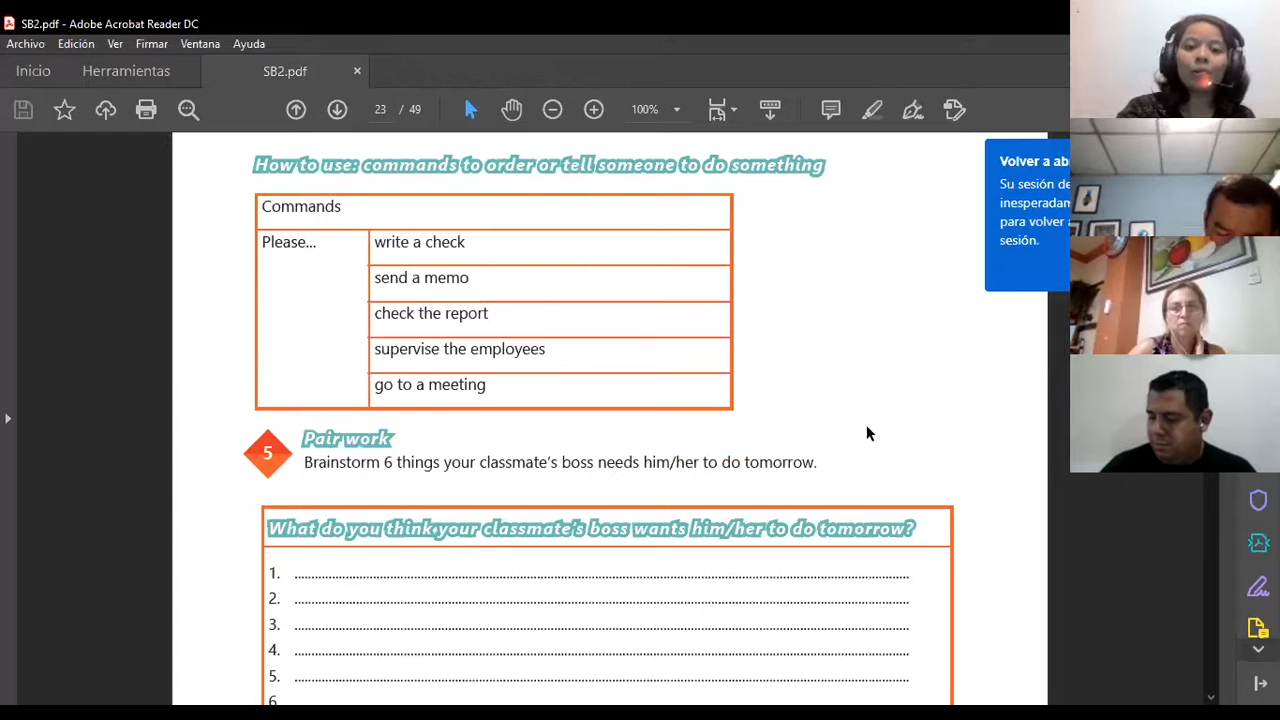 SB2.pdf - Adobe Acrobat Reader DC
Archivo Edición Ver Firmar Ventana Ayuda
Inicio Herramientas SB2.pdf ×
23 / 49 100%
How to use: commands to order or tell someone to do something
Commands
Please... write a check
send a memo
check the report
supervise the employees
go to a meeting
5 Pair work
Brainstorm 6 things your classmate's boss needs him/her to do tomorrow.
What do you think your classmate's boss wants him/her to do tomorrow?
1. ........................................
2. ........................................
3. ........................................
4. ........................................
5. ........................................
6.
Volver a ab
Su sesión de
inesperadam
para volver a
sesión.